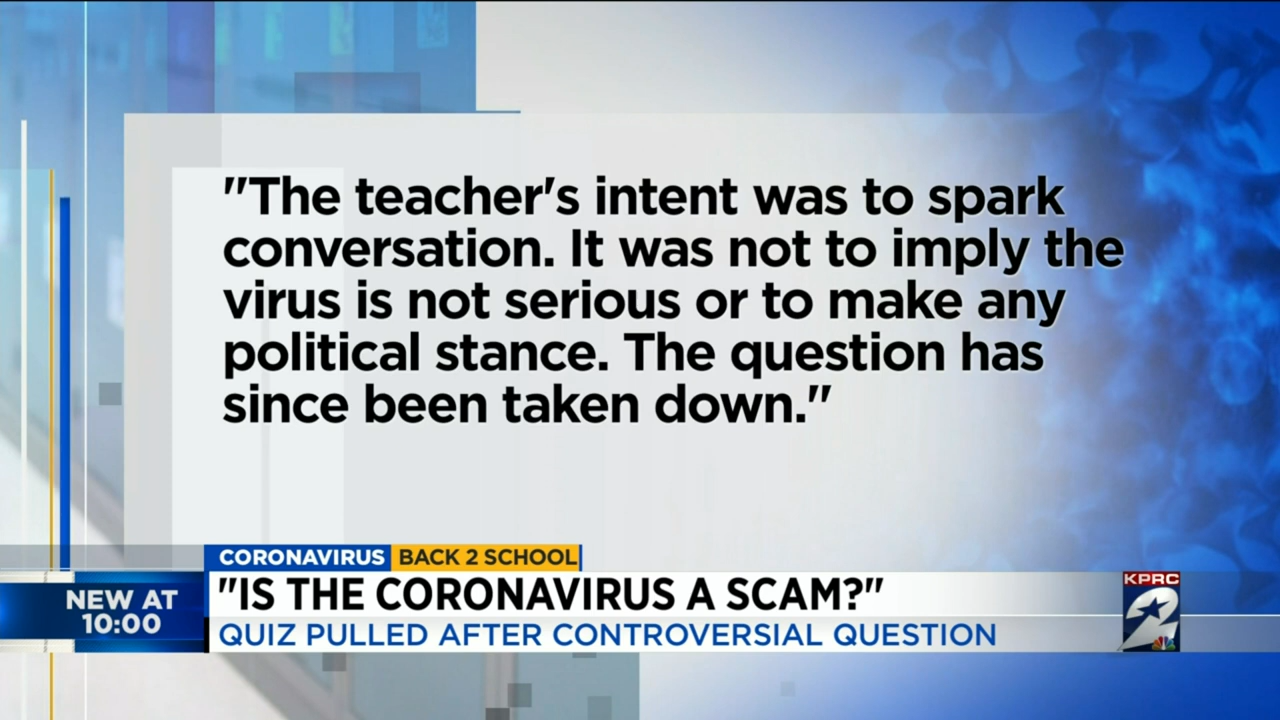 "The teacher's intent was to spark
conversation. It was not to imply the
virus is not serious or to make any
political stance. The question has
since been taken down."
CORONAVIRUS BACK 2 SCHOOL
NEW AT
10:00
"IS THE CORONAVIRUS A SCAM?"
QUIZ PULLED AFTER CONTROVERSIAL QUESTION
KPRC
2